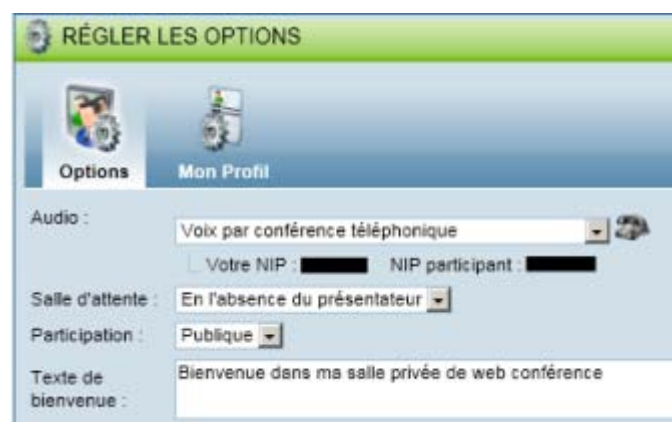 RÉGLER LES OPTIONS
Options
Mon Profil
Audio :
Voix par conférence téléphonique
Votre NIP :
NIP participant :
Salle d'attente :
En l'absence du présentateur
Participation :
Publique
Texte de
bienvenue :
Bienvenue dans ma salle privée de web conférence